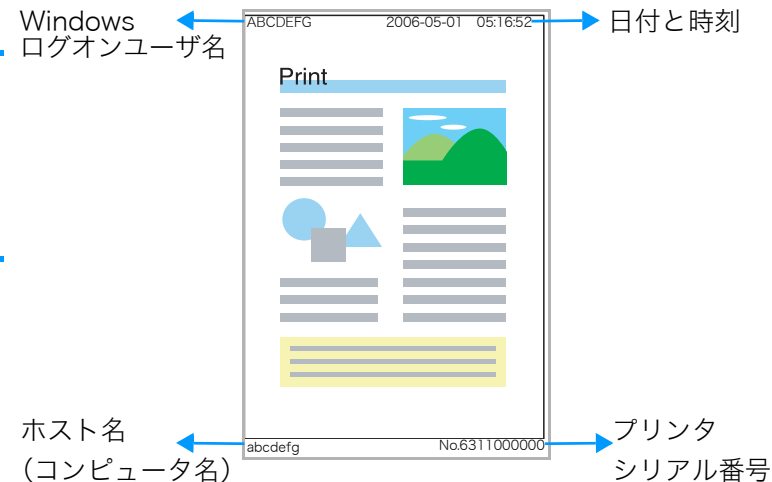 Windows
ログオンユーザ名
ABCDEFG 2006-05-01 05:16:52
日付と時刻
Print
ホスト名
（コンピュータ名）
abcdefg No.6311000000
プリンタ
シリアル番号